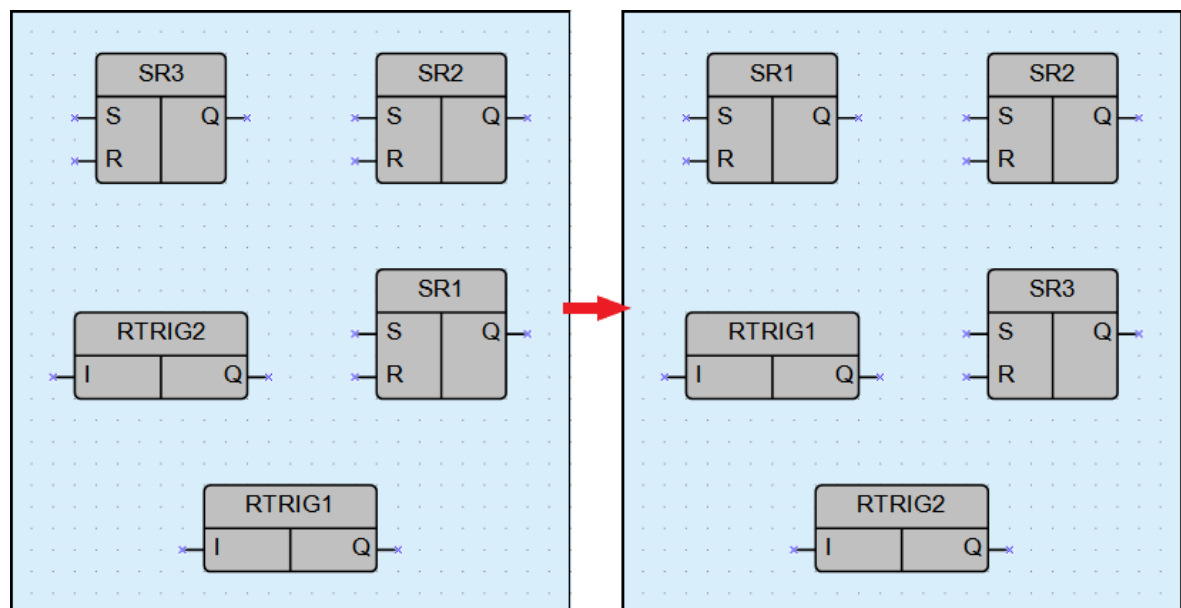 SR3
S Q
R
SR2
S Q
R
RTRIG2
I Q
SR1
S Q
R
RTRIG1
I Q
SR1
S Q
R
SR2
S Q
R
RTRIG1
I Q
SR3
S Q
R
RTRIG2
I Q